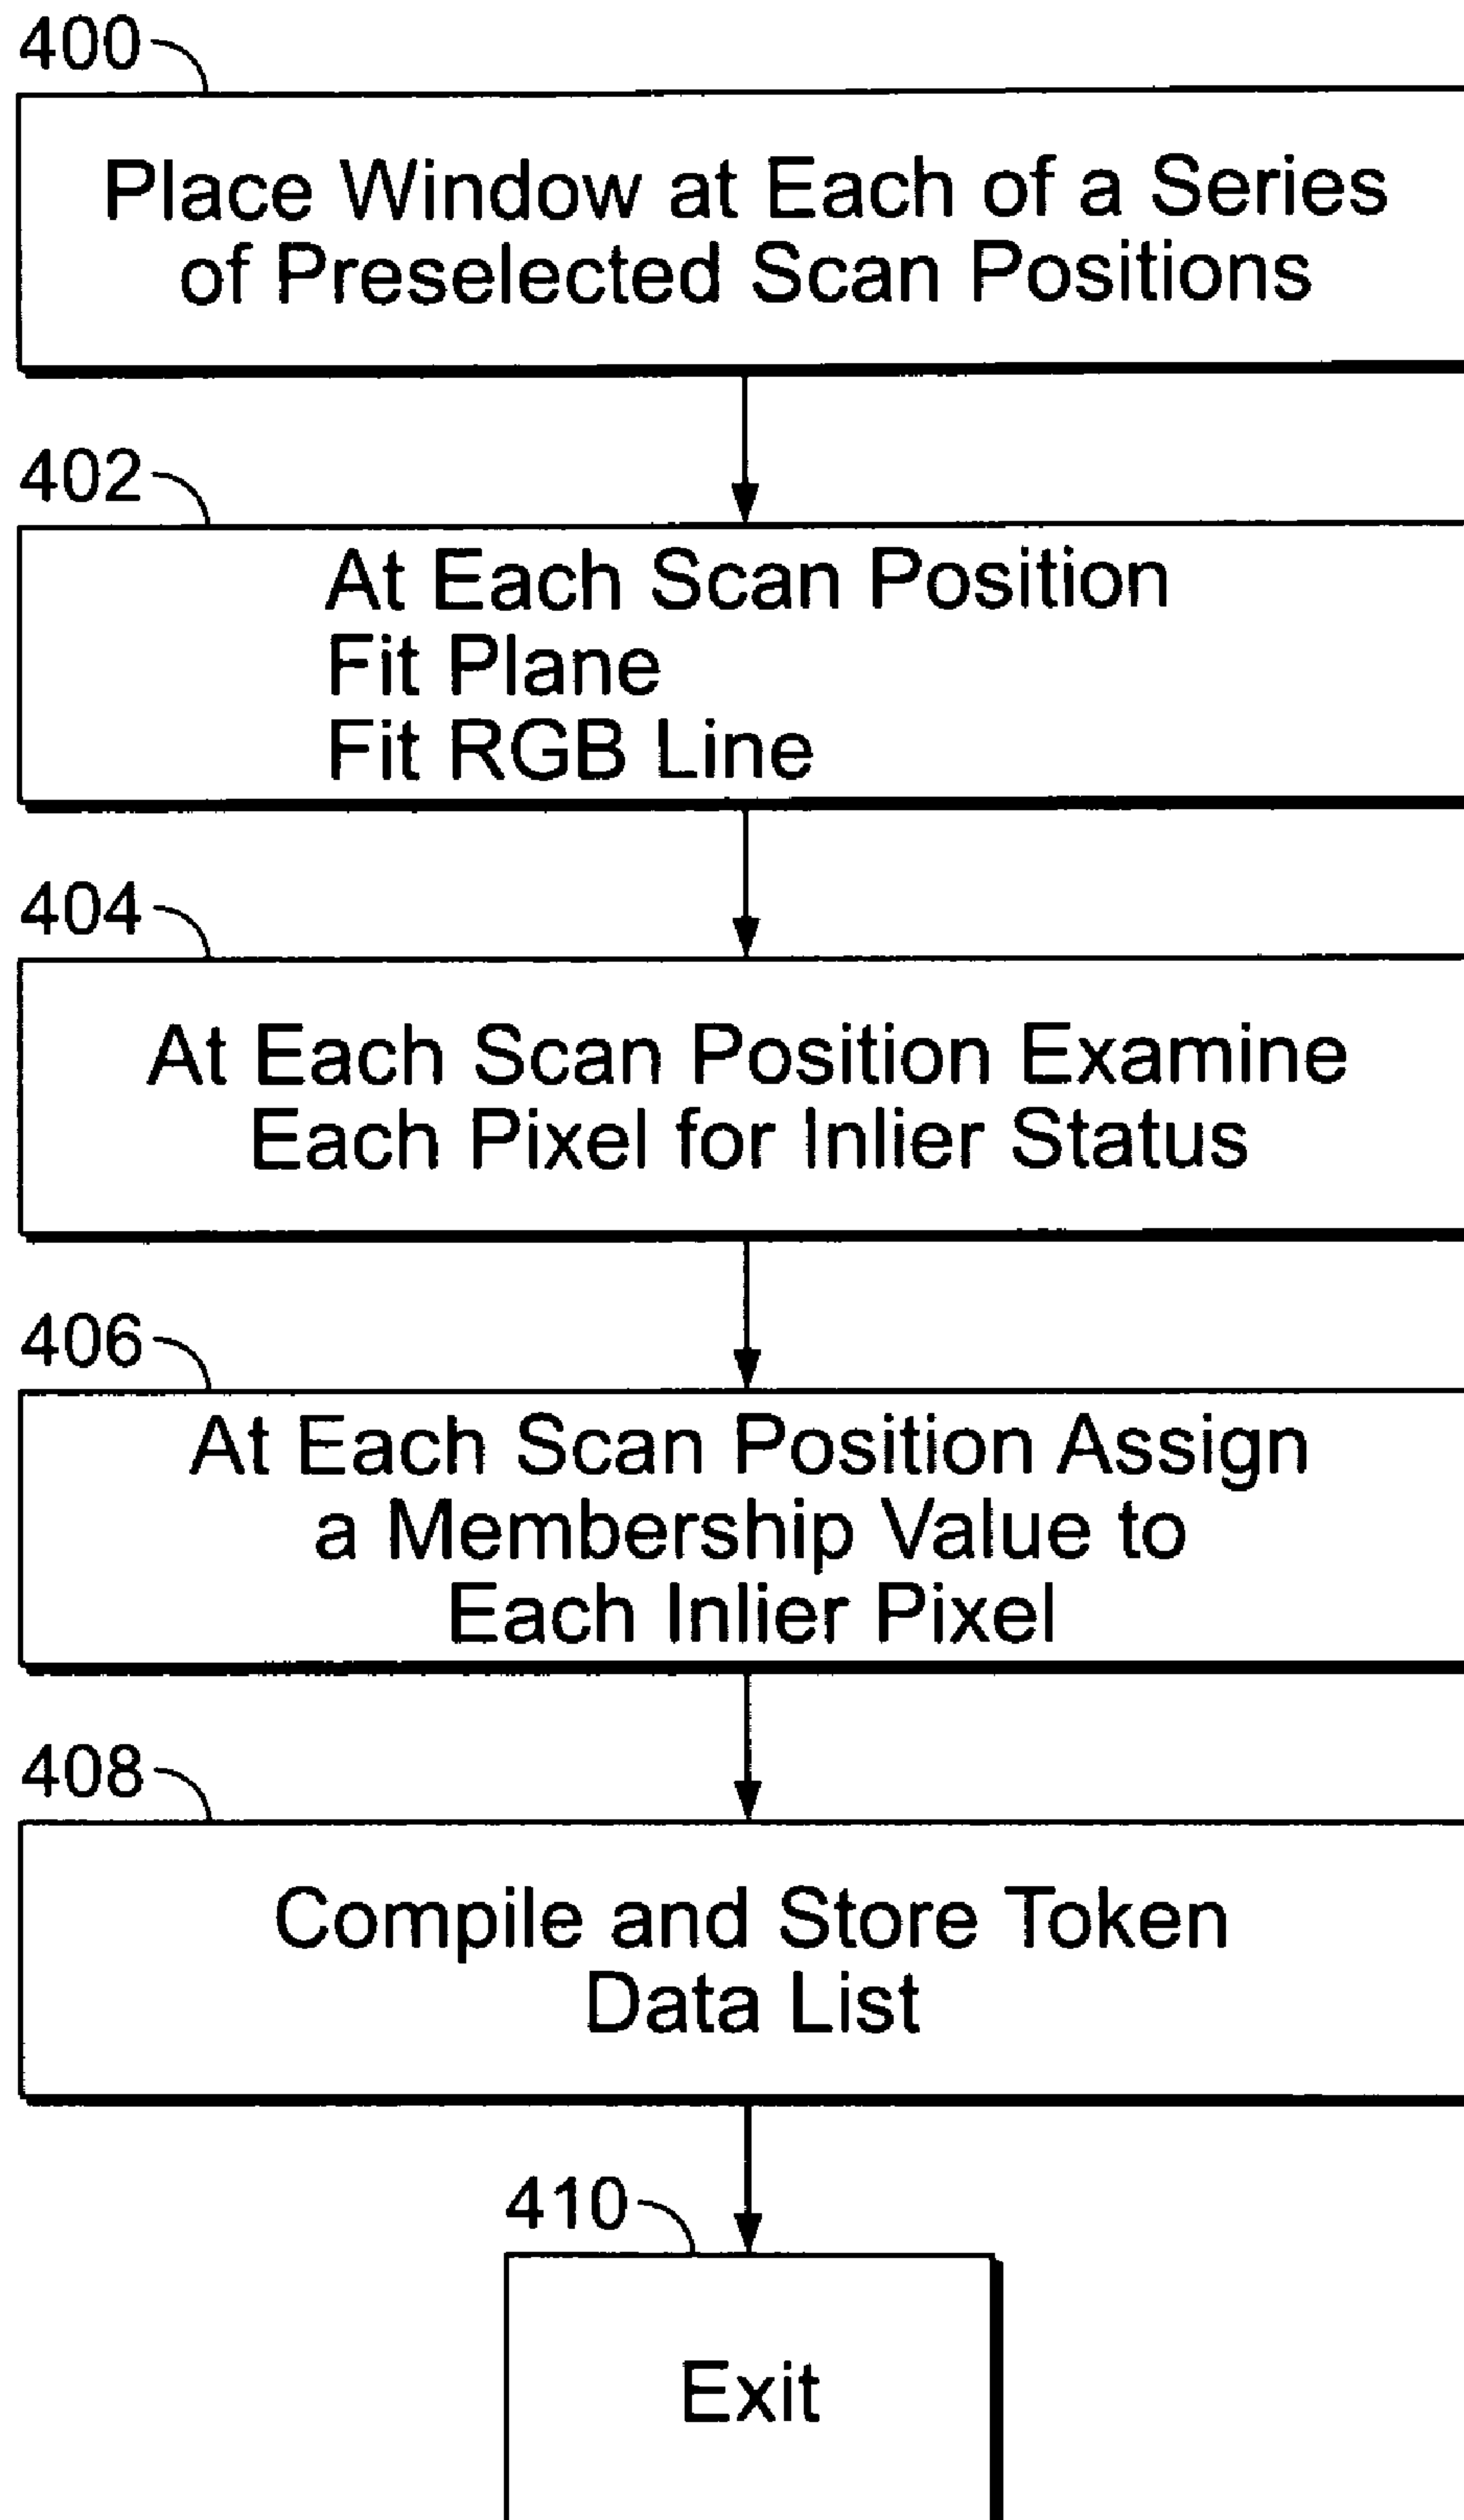 400
Place Window at Each of a Series
of Preselected Scan Positions
402
At Each Scan Position
Fit Plane
Fit RGB Line
404
At Each Scan Position Examine
Each Pixel for Inlier Status
406
At Each Scan Position Assign
a Membership Value to
Each Inlier Pixel
408
Compile and Store Token
Data List
410
Exit